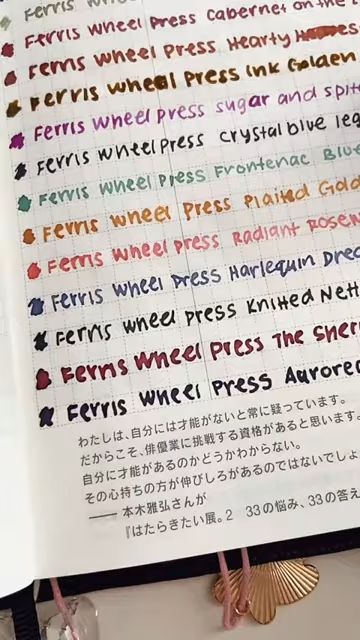 Ferris Wheel Press Cabernet on the
Ferris Wheel Press Hearty
Ferris Wheel Press Ink Golden
Ferris Wheel Press sugar and
Ferris Wheel Press Crystal blue
Ferris Wheel Press Frontenac
Ferris Wheel Press Plaited
Ferris Wheel Press Radiant
Ferris Wheel Press Harlequin
Ferris Wheel Press Knitted
Ferris Wheel Press The
Ferris Wheel Press
わたしは、自分には才能がないと常に疑っています。
だからこそ、俳優業に挑戦する資格があると思います。
自分に才能があるのかどうかわからない。
その心持ちの方が伸びしろがあるのではないでしょ
—— 本木雅弘さんが
『はたらきたい展。2 33の悩み、33の答え